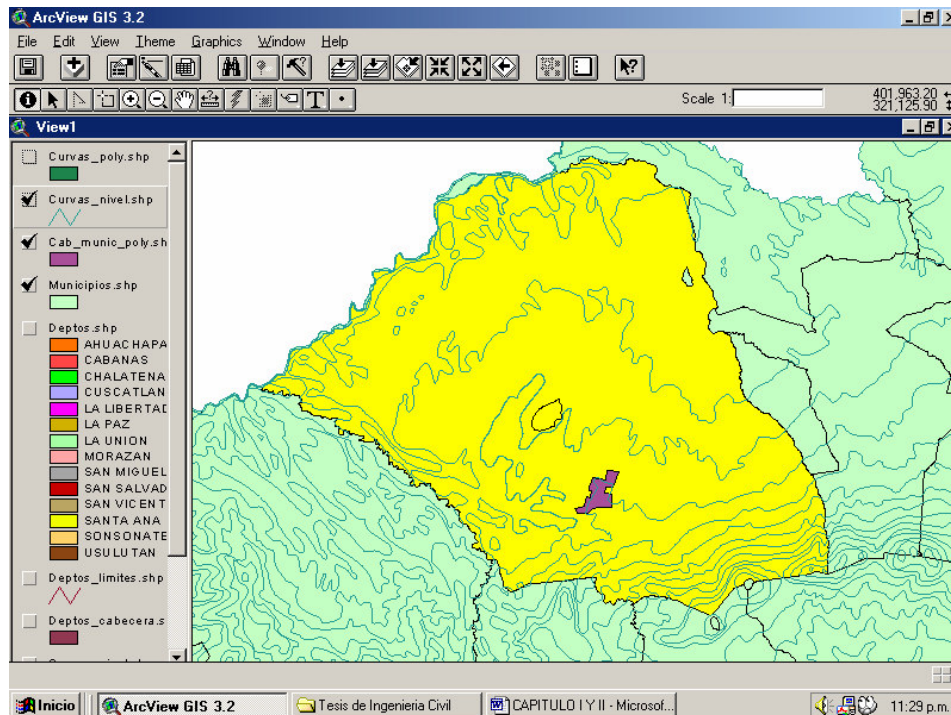 ArcView GIS 3.2
File Edit View Theme Graphics Window Help
Scale 1: 401,963.20
321,125.90
View1
Curvas_poly.shp
Curvas_nivel.shp
Cab_munic_poly.sh
Municipios.shp
Deptos.shp
AHUACHAPA
CABANAS
CHALATENA
CUSCATLAN
LA LIBERTAD
LA PAZ
LA UNION
MORAZAN
SAN MIGUEL
SAN SALVAD
SAN VICENT
SANTA ANA
SONSONATE
USULUTAN
Deptos_limites.shp
Deptos_cabecera.s
Inicio ArcView GIS 3.2 Tesis de Ingenieria Civil CAPITULO I Y II - Microsof... 11:29 p.m.